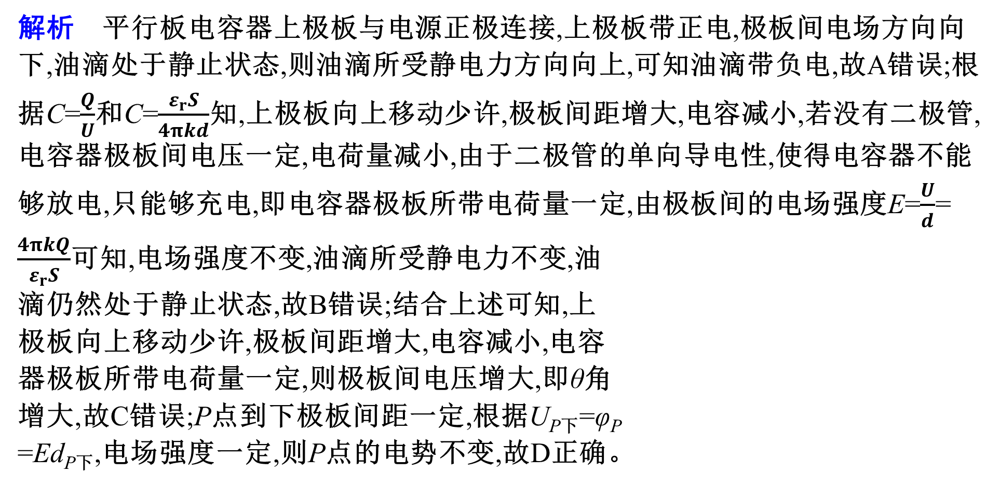 解析 平行板电容器上极板与电源正极连接,上极板带正电,极板间电场方向向
下,油滴处于静止状态,则油滴所受静电力方向向上,可知油滴带负电,故A错误;根
据C=\frac{Q}{U}和C=\frac{ε_rS}{4πkd}知,上极板向上移动少许,极板间距增大,电容减小,若没有二极管,
电容器极板间电压一定,电荷量减小,由于二极管的单向导电性,使得电容器不能
够放电,只能够充电,即电容器极板所带电荷量一定,由极板间的电场强度E=\frac{U}{d}=
\frac{4πkQ}{ε_rS}可知,电场强度不变,油滴所受静电力不变,油
滴仍然处于静止状态,故B错误;结合上述可知,上
极板向上移动少许,极板间距增大,电容减小,电容
器极板所带电荷量一定,则极板间电压增大,即θ角
增大,故C错误;P点到下极板间距一定,根据U_{P下}=φ_P
=Ed_{P下},电场强度一定,则P点的电势不变,故D正确。